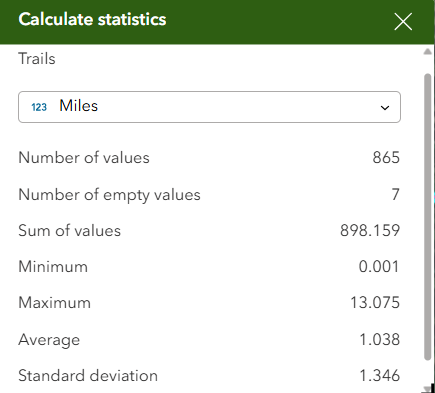 Calculate statistics
Trails
123 Miles
Number of values 865
Number of empty values 7
Sum of values 898.159
Minimum 0.001
Maximum 13.075
Average 1.038
Standard deviation 1.346